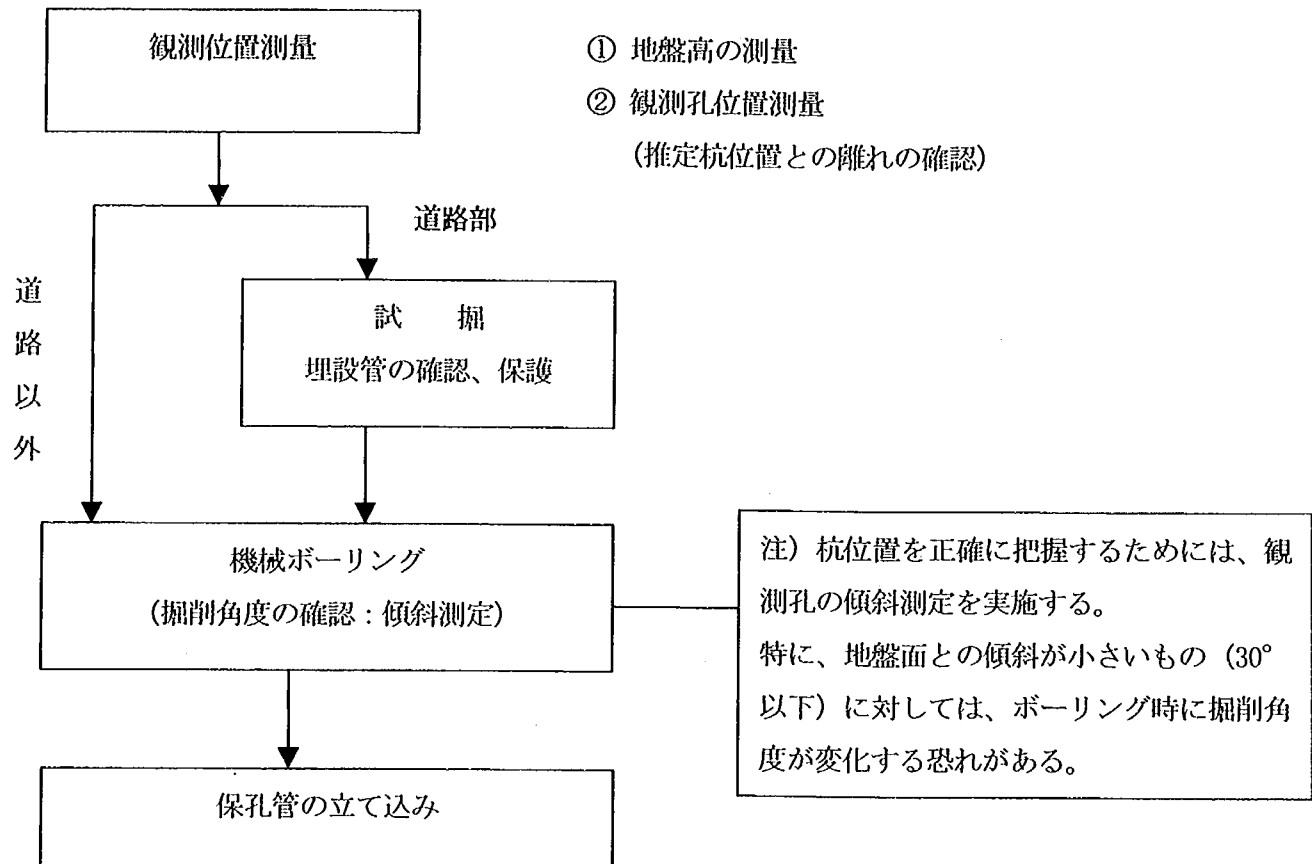 観測位置測量
① 地盤高の測量
② 観測孔位置測量
(推定杭位置との離れの確認)
道路部
道路以外
試　掘
埋設管の確認、保護
機械ボーリング
(掘削角度の確認：傾斜測定)
注）杭位置を正確に把握するためには、観
測孔の傾斜測定を実施する。
特に、地盤面との傾斜が小さいもの（30°
以下）に対しては、ボーリング時に掘削角
度が変化する恐れがある。
保孔管の立て込み